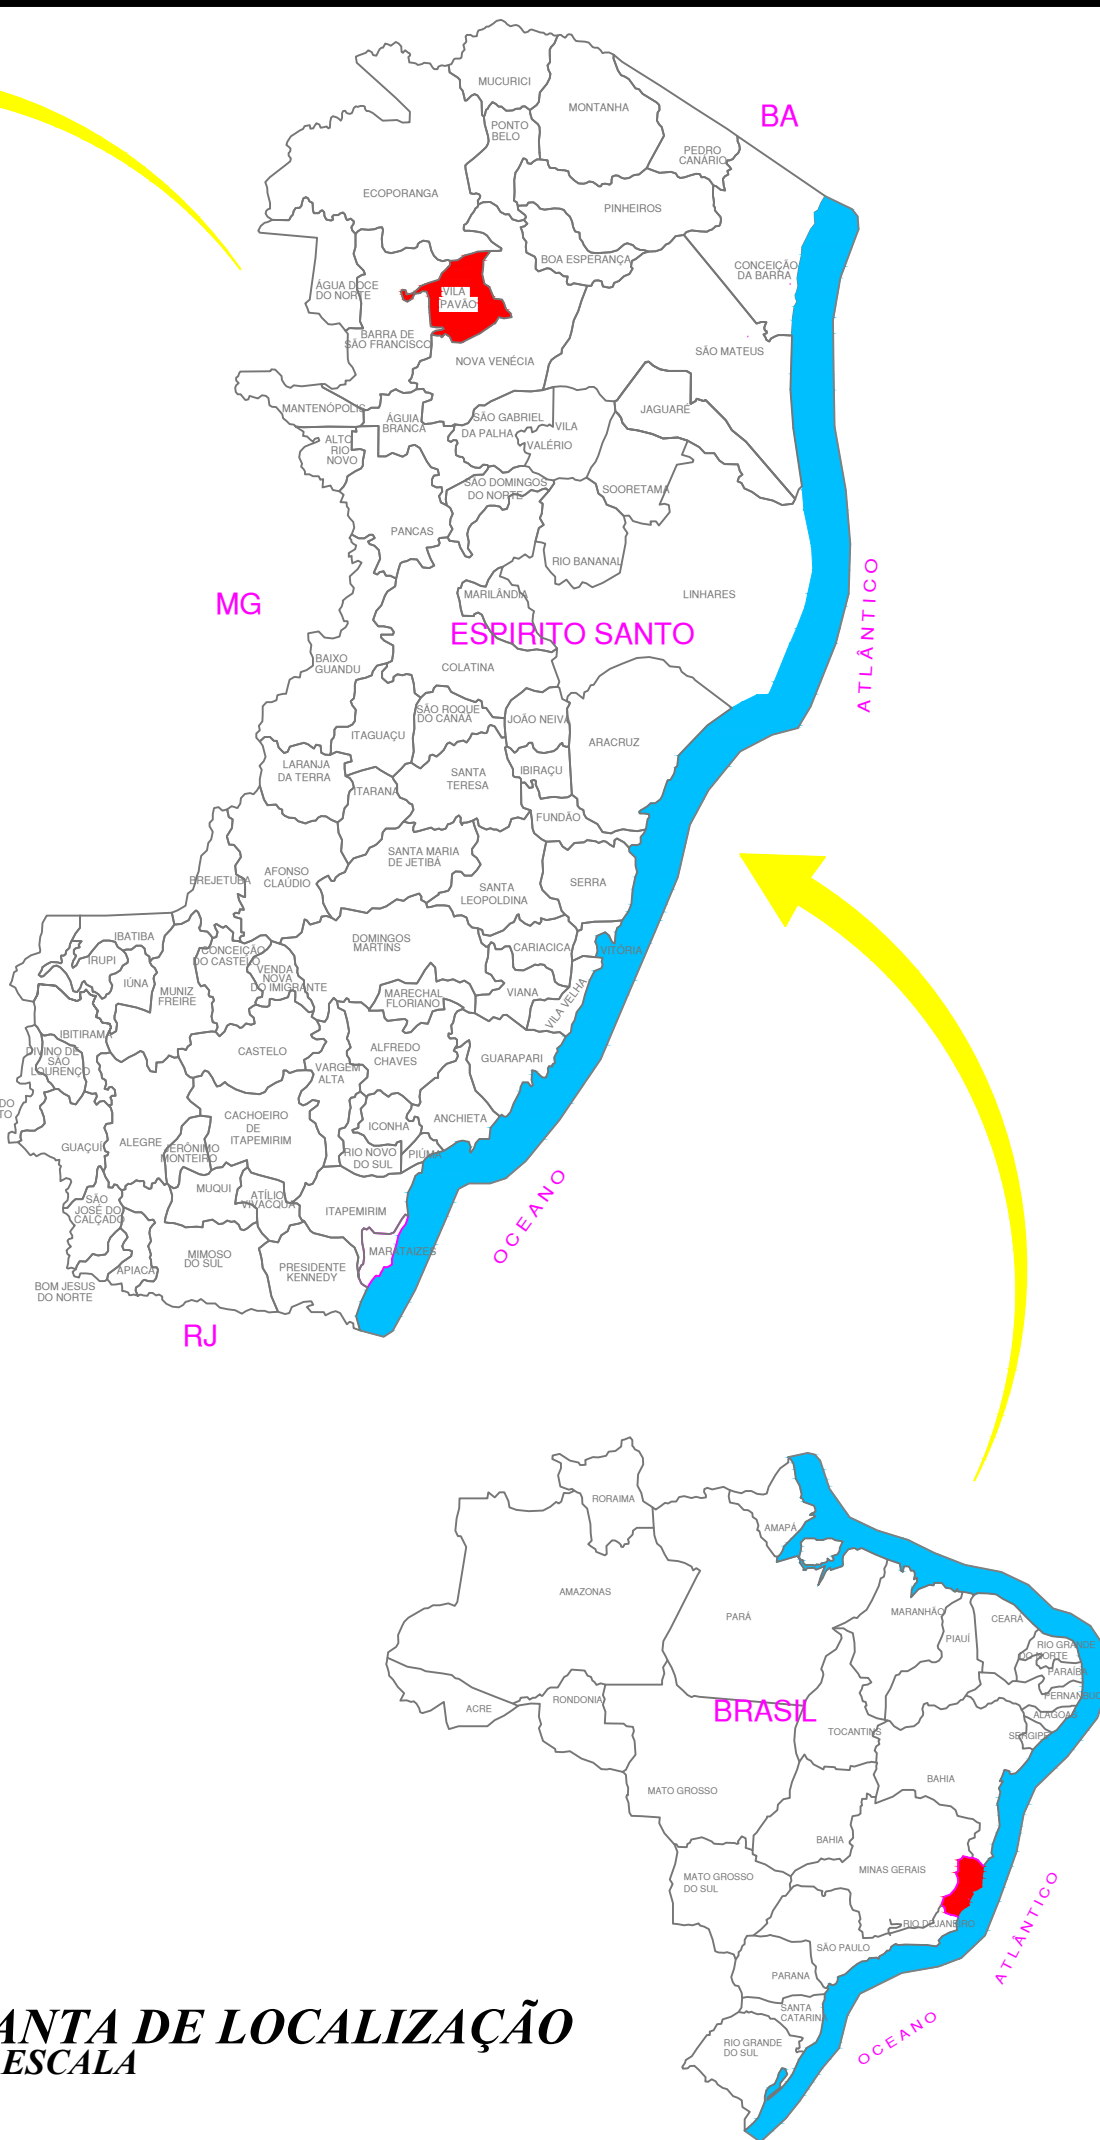 MUCURICI
MONTANHA
BA
PONTO
BELO
PEDRO
CANÁRIO
ECOPORANGA
PINHEIROS
BOA ESPERANÇA
CONCEIÇÃO
DA BARRA
ÁGUA DOCE
DO NORTE
VILA
PAVÃO
BARRA DE
SÃO FRANCISCO
SÃO MATEUS
NOVA VENÉCIA
MANTENÓPOLIS
ÁGUIA
BRANCA
SÃO GABRIEL
DA PALHA
VILA
VALÉRIO
JAGUARÉ
ALTO
RIO
NOVO
SÃO DOMINGOS
DO NORTE
SOORETAMA
PANCAS
RIO BANANAL
MARILÂNDIA
LINHARES
MG
ESPIRITO SANTO
ATLÂNTICO
BAIXO
GUANDU
COLATINA
SÃO ROQUE
DO CANAÃ
JOÃO NEIVA
ITAGUAÇU
ARACRUZ
LARANJA
DA TERRA
SANTA
TERESA
IBIRAÇU
ITARANA
FUNDÃO
SANTA MARIA
DE JETIBÁ
AFONSO
CLAÚDIO
BREJETUBA
SANTA
LEOPOLDINA
SERRA
IBATIBA
DOMINGOS
MARTINS
CARIACICA
VITÓRIA
IRUPI
CONCEIÇÃO
DO CASTELO
VENDA
NOVA
DO IMIGRANTE
IÚNA
MUNIZ
FREIRE
MARECHAL
FLORIANO
VIANA
VILA VELHA
IBITIRAMA
DIVINO DE
SÃO
LOURENÇO
CASTELO
ALFREDO
CHAVES
GUARAPARI
VARGEM
ALTA
DO
TO
CACHOEIRO
DE
ITAPEMIRIM
ICONHA
ANCHIETA
GUAÇUÍ
ALEGRE
JERÔNIMO
MONTEIRO
RIO NOVO
DO SUL
PIÚMA
MUQUI
ATÍLIO
VIVACQUA
SÃO
JOSÉ DO
CALÇADO
ITAPEMIRIM
OCEANO
MARATAIZES
MIMOSO
DO SUL
APIACÁ
PRESIDENTE
KENNEDY
BOM JESUS
DO NORTE
RJ
RORAIMA
AMAPÁ
AMAZONAS
PARÁ
MARANHÃO
CEARÁ
PIAUÍ
RIO GRANDE
DO NORTE
PARAÍBA
PERNAMBUC
ALAGOAS
SERGIPE
ACRE
RONDONIA
BRASIL
TOCANTINS
BAHIA
MATO GROSSO
BAHIA
MINAS GERAIS
MATO GROSSO
DO SUL
RIO DEJANEIRO
SÃO PAULO
PARANA
SANTA
CATARINA
RIO GRANDE
DO SUL
ATLÂNTICO
OCEANO
ANTA DE LOCALIZAÇÃO
ESCALA